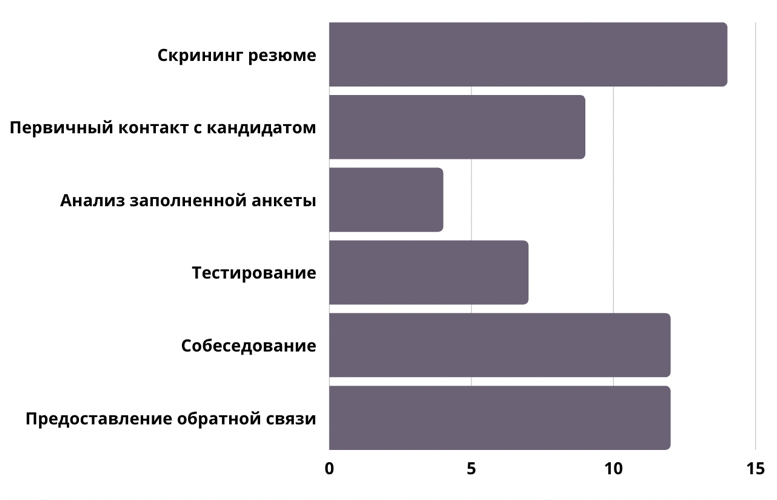 Скрининг резюме
Первичный контакт с кандидатом
Анализ заполненной анкеты
Тестирование
Собеседование
Предоставление обратной связи
0 5 10 15